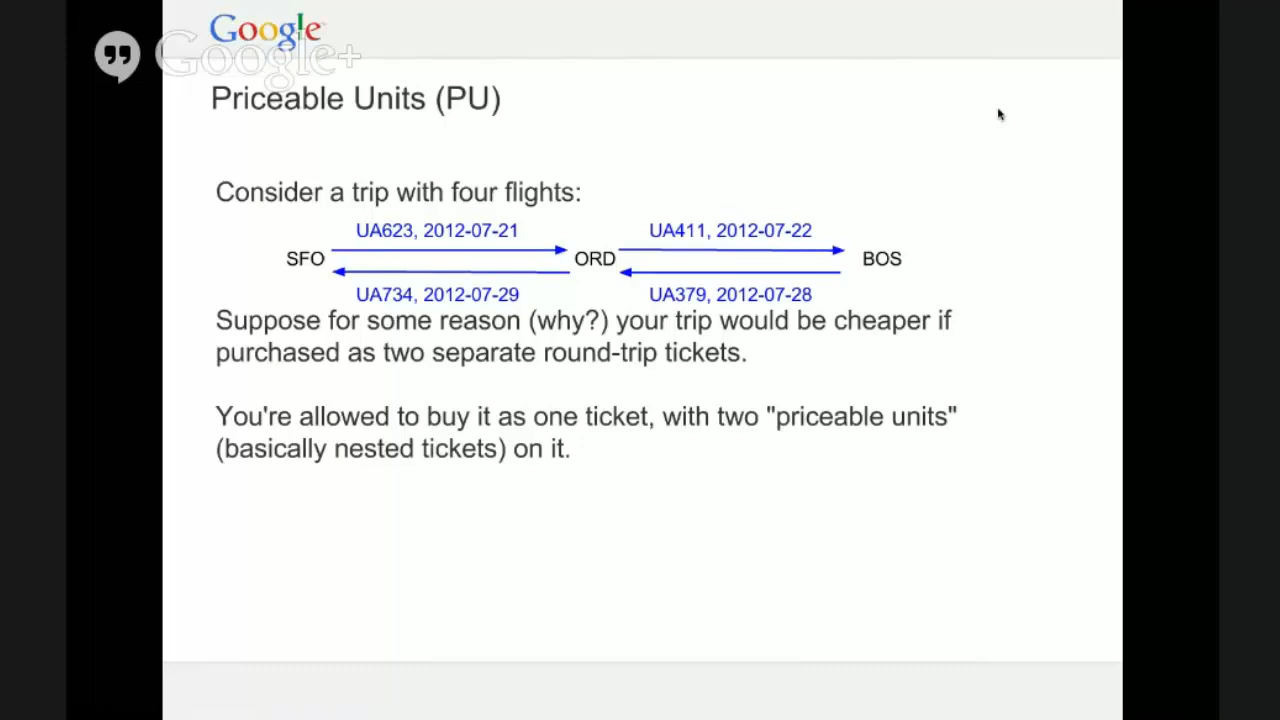 Google
Google+
Priceable Units (PU)
Consider a trip with four flights:
UA623, 2012-07-21 UA411, 2012-07-22
SFO ORD BOS
UA734, 2012-07-29 UA379, 2012-07-28
Suppose for some reason (why?) your trip would be cheaper if
purchased as two separate round-trip tickets.
You're allowed to buy it as one ticket, with two "priceable units"
(basically nested tickets) on it.